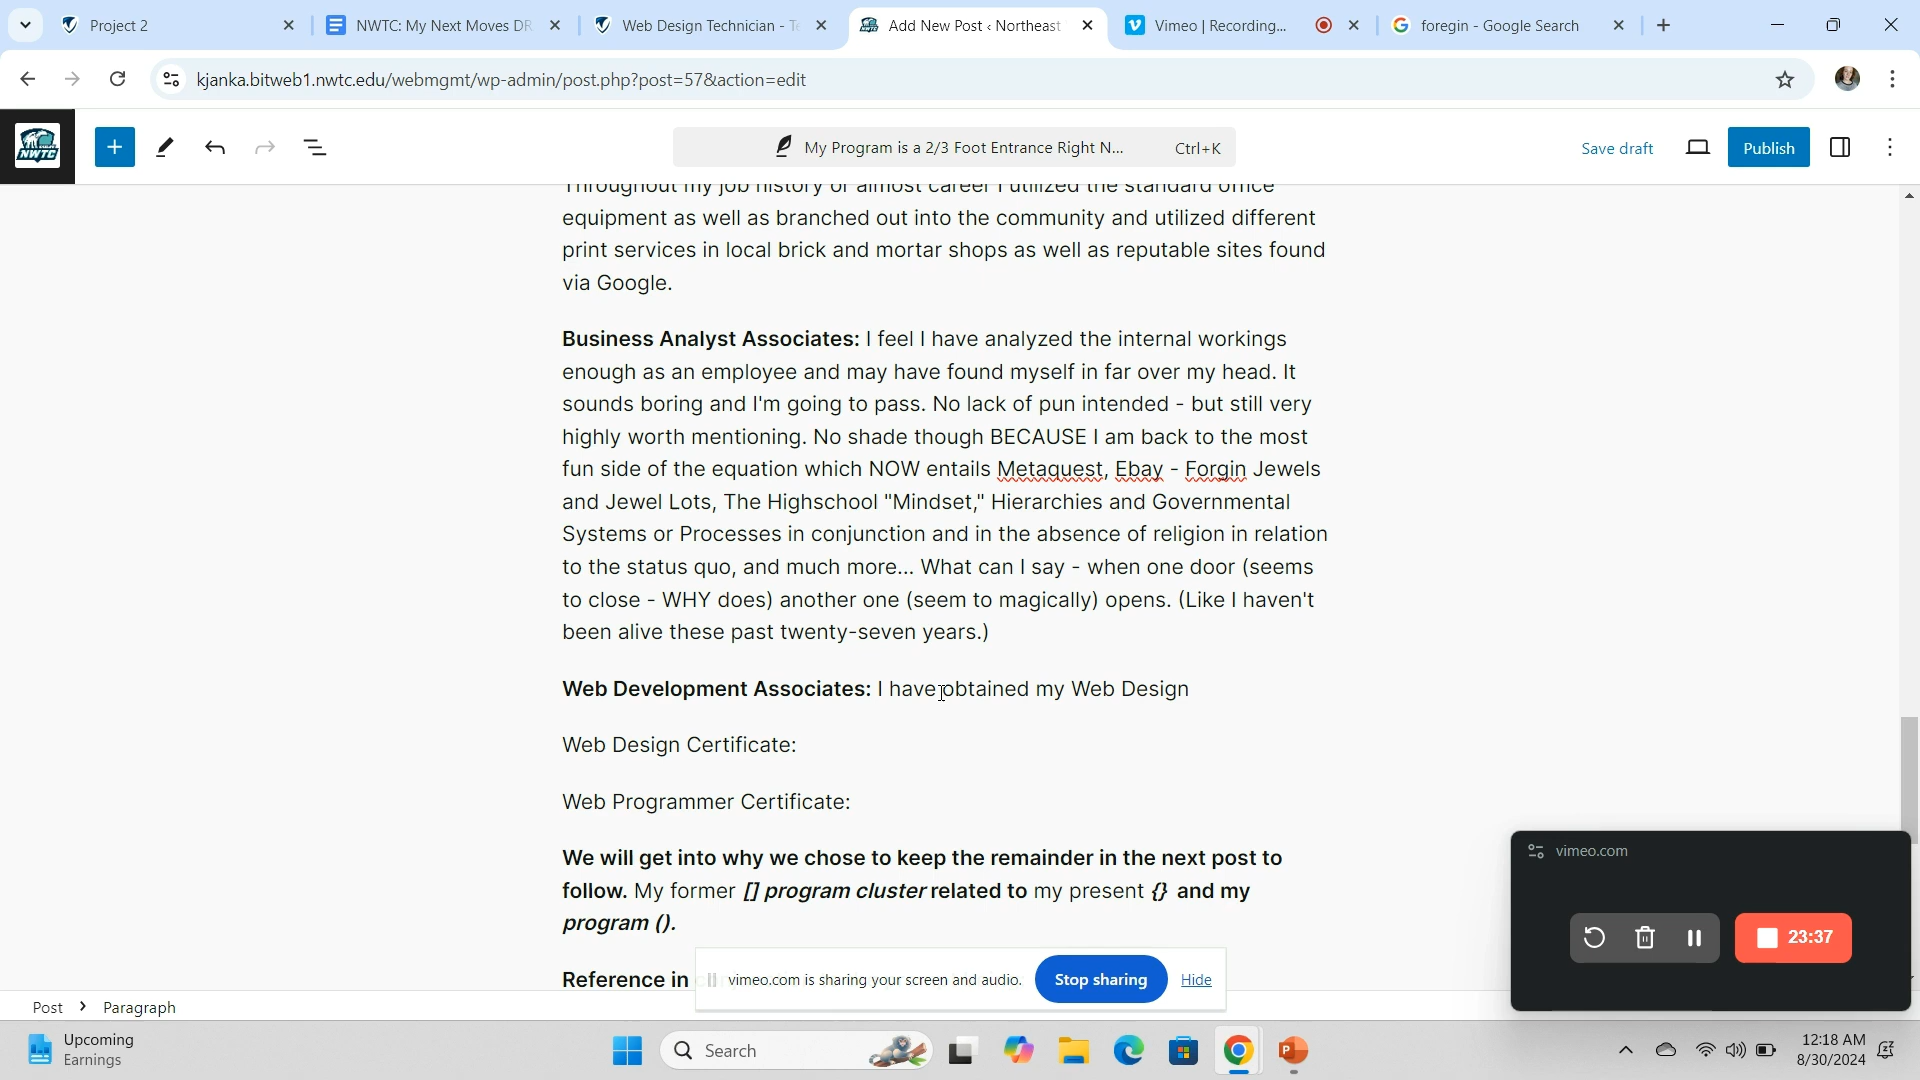 Project 2
NWTC: My Next Moves DR
Web Design Technician - Te
Add New Post ‹ Northeast
Vimeo | Recording...
foregin - Google Search
kjanka.bitweb1.nwtc.edu/webmgmt/wp-admin/post.php?post=57&action=edit
NWTC
My Program is a 2/3 Foot Entrance Right N... Ctrl+K
Save draft
Publish
Throughout my job history or almost career I utilized the standard office
equipment as well as branched out into the community and utilized different
print services in local brick and mortar shops as well as reputable sites found
via Google.
Business Analyst Associates: I feel I have analyzed the internal workings
enough as an employee and may have found myself in far over my head. It
sounds boring and I'm going to pass. No lack of pun intended - but still very
highly worth mentioning. No shade though BECAUSE I am back to the most
fun side of the equation which NOW entails Metaquest, Ebay - Forgin Jewels
and Jewel Lots, The Highschool "Mindset," Hierarchies and Governmental
Systems or Processes in conjunction and in the absence of religion in relation
to the status quo, and much more... What can I say - when one door (seems
to close - WHY does) another one (seem to magically) opens. (Like I haven't
been alive these past twenty-seven years.)
Web Development Associates: I have obtained my Web Design
Web Design Certificate:
Web Programmer Certificate:
We will get into why we chose to keep the remainder in the next post to
follow. My former [] program cluster related to my present {} and my
program ().
Reference in
vimeo.com is sharing your screen and audio.
Stop sharing
Hide
vimeo.com
23:37
Post › Paragraph
Upcoming
Earnings
Search
12:18 AM
8/30/2024